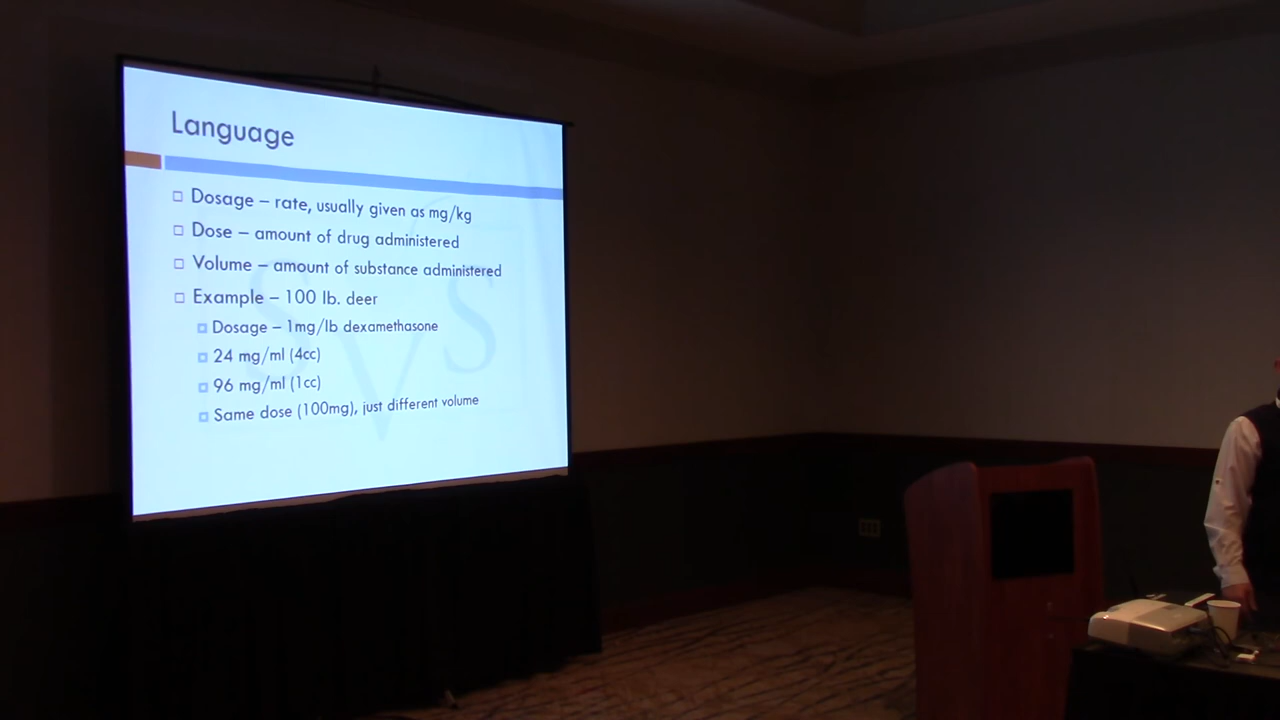 Language
Dosage – rate, usually given as mg/kg
Dose – amount of drug administered
Volume – amount of substance administered
Example – 100 lb. deer
Dosage – 1mg/lb dexamethasone
24 mg/ml (4cc)
96 mg/ml (1cc)
Same dose (100mg), just different volume
SVS